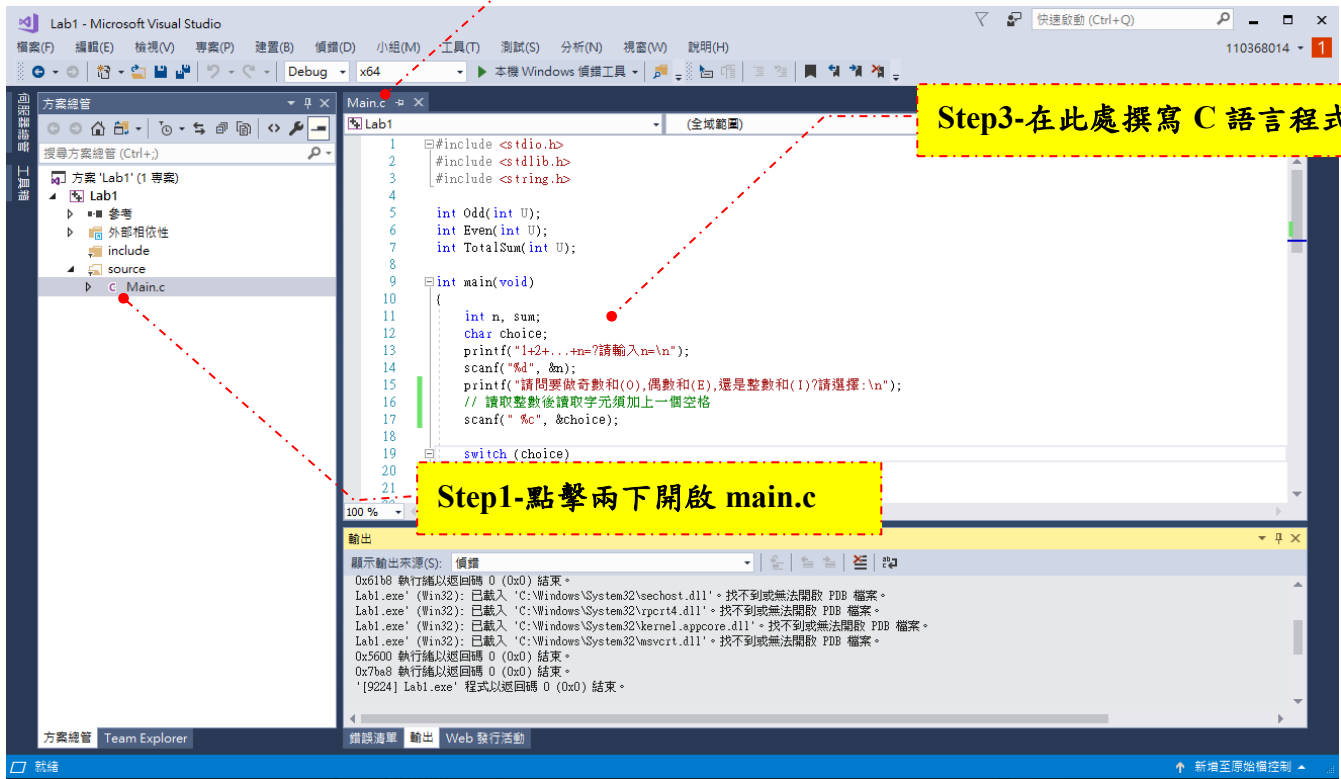 Lab1 - Microsoft Visual Studio
快速啟動 (Ctrl+Q)
檔案(F) 編輯(E) 檢視(V) 專案(P) 建置(B) 偵錯(D) 小組(M) 工具(T) 測試(S) 分析(N) 視窗(W) 說明(H)
110368014
1
Debug x64 本機 Windows 偵錯工具
伺服器總管
工具箱
方案總管
搜尋方案總管 (Ctrl+;)
方案 'Lab1' (1 專案)
Lab1
參考
外部相依性
include
source
Main.c
方案總管 Team Explorer
Main.c
Lab1 (全域範圍)
Step3-在此處撰寫 C 語言程式
1 #include <stdio.h>
2 #include <stdlib.h>
3 #include <string.h>
4
5 int Odd(int U);
6 int Even(int U);
7 int TotalSum(int U);
8
9 int main(void)
10 {
11 int n, sum;
12 char choice;
13 printf("1+2+...+n=?請輸入n=\n");
14 scanf("%d", &n);
15 printf("請問要做奇數和(O),偶數和(E),還是整數和(I)?請選擇:\n");
16 // 讀取整數後讀取字元須加上一個空格
17 scanf(" %c", &choice);
18
19 switch (choice)
20
21
Step1-點擊兩下開啟 main.c
100 %
輸出
顯示輸出來源(S): 偵錯
0x61b8 執行緒以返回碼 0 (0x0) 結束。
Lab1.exe' (Win32): 已載入 'C:\Windows\System32\sechost.dll'。找不到或無法開啟 PDB 檔案。
Lab1.exe' (Win32): 已載入 'C:\Windows\System32\rpcrt4.dll'。找不到或無法開啟 PDB 檔案。
Lab1.exe' (Win32): 已載入 'C:\Windows\System32\kernel.appcore.dll'。找不到或無法開啟 PDB 檔案。
Lab1.exe' (Win32): 已載入 'C:\Windows\System32\msvcrt.dll'。找不到或無法開啟 PDB 檔案。
0x5600 執行緒以返回碼 0 (0x0) 結束。
0x7ba8 執行緒以返回碼 0 (0x0) 結束。
'[9224] Lab1.exe' 程式以返回碼 0 (0x0) 結束。
錯誤清單 輸出 Web 發行活動
就緒
新增至原始檔控制